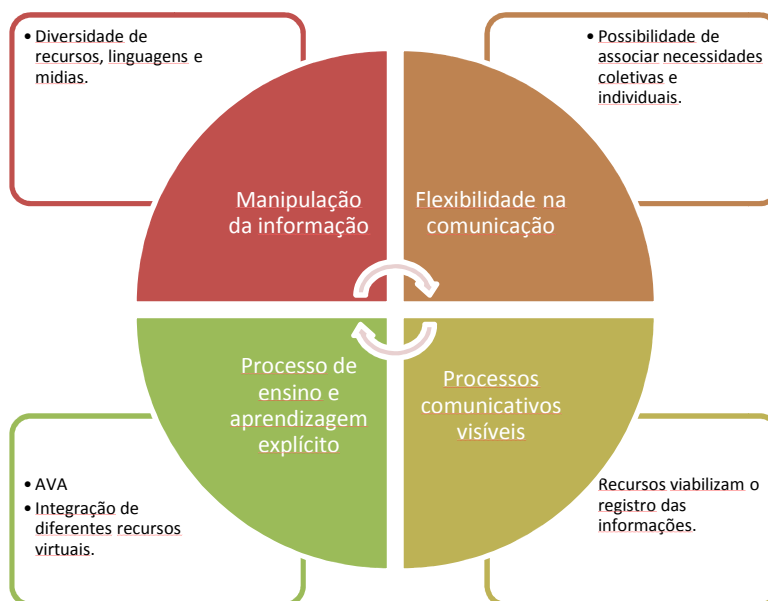 • Diversidade de
recursos, linguagens e
midias.
• Possibilidade de
associar necessidades
coletivas e
individuais.
Manipulação
da informação
Flexibilidade na
comunicação
Processo de
ensino e
aprendizagem
explícito
Processos
comunicativos
visíveis
• AVA
• Integração de
diferentes recursos
virtuais.
Recursos viabilizam o
registro das
informações.